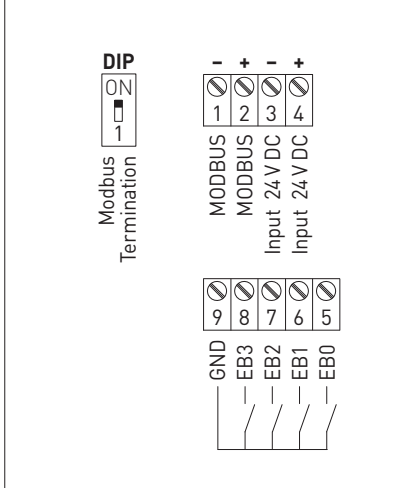 DIP
ON
1
Modbus
Termination
– + – +
1 2 3 4
MODBUS
MODBUS
Input 24 V DC
Input 24 V DC
9 8 7 6 5
GND
EB3
EB2
EB1
EB0